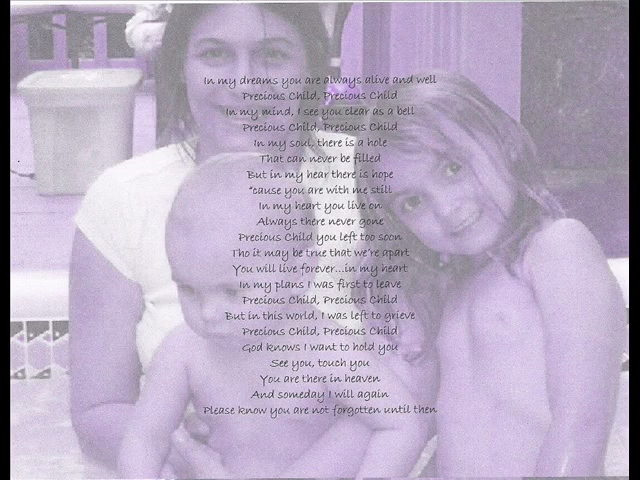 In my dreams you are always alive and well
Precious Child, Precious Child
In my mind, I see you clear as a bell
Precious Child, Precious Child
In my soul, there is a hole
That can never be filled
But in my hear there is hope
"cause you are with me still
In my heart you live on
Always there never gone
Precious Child you left too soon
Tho it may be true that we're apart
You will live forever...in my heart
In my plans I was first to leave
Precious Child, Precious Child
But in this world, I was left to grieve
Precious Child, Precious Child
God knows I want to hold you
See you, touch you
You are there in heaven
And someday I will again
Please know you are not forgotten until then